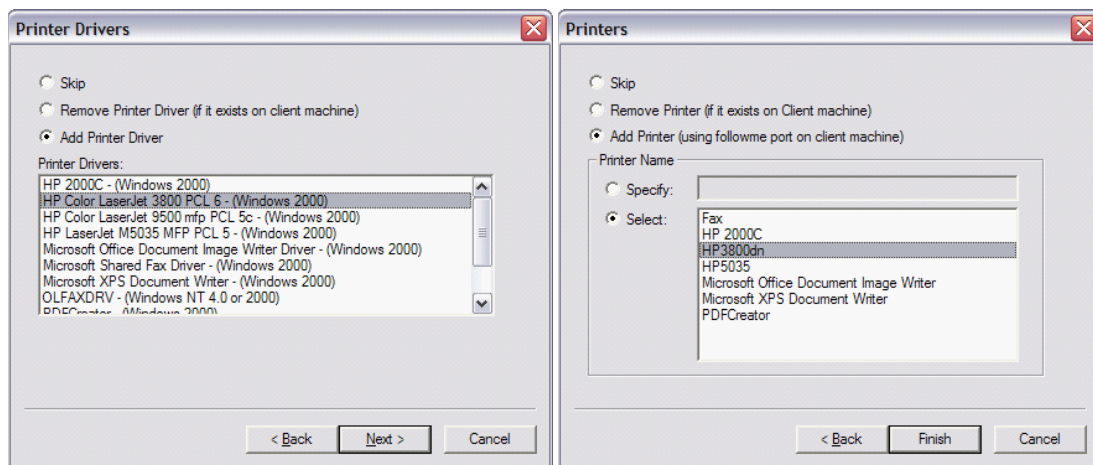 Printer Drivers
Skip
Remove Printer Driver (if it exists on client machine)
Add Printer Driver
Printer Drivers:
HP 2000C - (Windows 2000)
HP Color LaserJet 3800 PCL 6 - (Windows 2000)
HP Color LaserJet 9500 mfp PCL 5c - (Windows 2000)
HP LaserJet M5035 MFP PCL 5 - (Windows 2000)
Microsoft Office Document Image Writer Driver - (Windows 2000)
Microsoft Shared Fax Driver - (Windows 2000)
Microsoft XPS Document Writer - (Windows 2000)
OLFAXDRV - (Windows NT 4.0 or 2000)
PDFCreator - (Windows 2000)
< Back
Next >
Cancel
Printers
Skip
Remove Printer (if it exists on Client machine)
Add Printer (using followme port on client machine)
Printer Name
Specify:
Select:
Fax
HP 2000C
HP3800dn
HP5035
Microsoft Office Document Image Writer
Microsoft XPS Document Writer
PDFCreator
< Back
Finish
Cancel